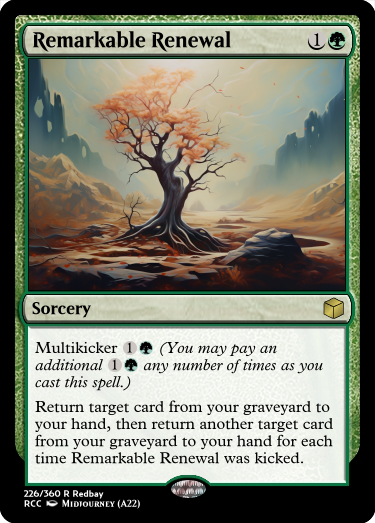 Remarkable Renewal 1
Sorcery
Multikicker 1 (You may pay an
additional 1 any number of times as you
cast this spell.)
Return target card from your graveyard to
your hand, then return another target card
from your graveyard to your hand for each
time Remarkable Renewal was kicked.
226/360 R Redbay
RCC Midjourney (A22)